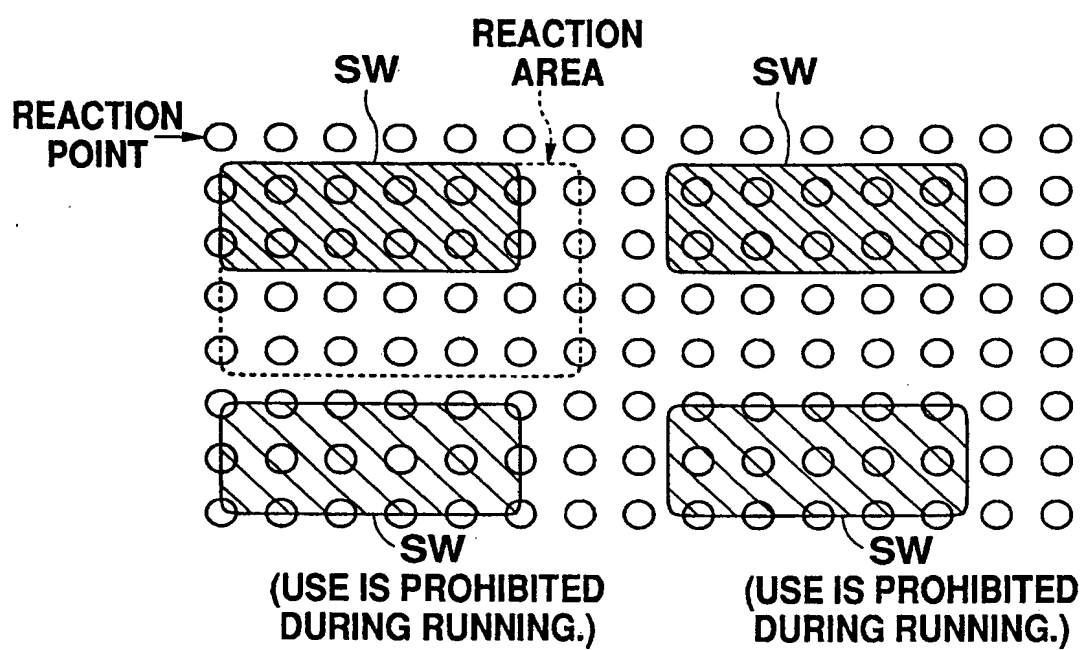 REACTION
AREA
SW
SW
REACTION
POINT
SW
(USE IS PROHIBITED
DURING RUNNING.)
SW
(USE IS PROHIBITED
DURING RUNNING.)